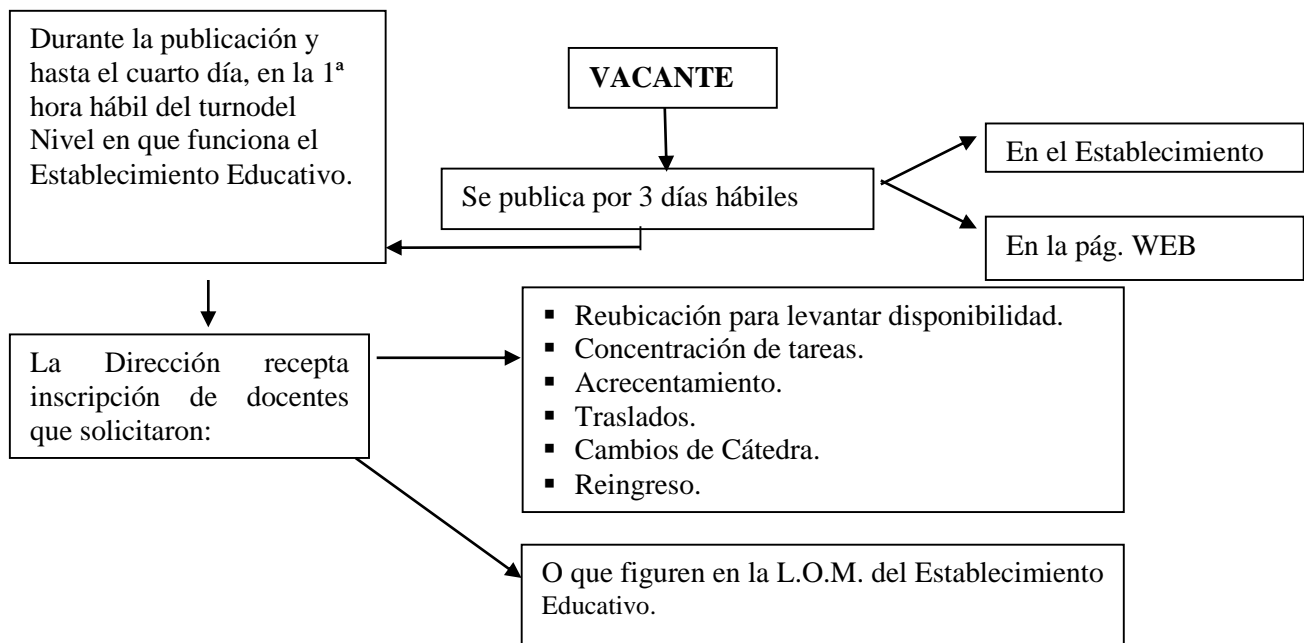 Durante la publicación y
hasta el cuarto día, en la 1ª
hora hábil del turnodel
Nivel en que funciona el
Establecimiento Educativo.
VACANTE
Se publica por 3 días hábiles
En el Establecimiento
En la pág. WEB
La Dirección recepta
inscripción de docentes
que solicitaron:
▪ Reubicación para levantar disponibilidad.
▪ Concentración de tareas.
▪ Acrecentamiento.
▪ Traslados.
▪ Cambios de Cátedra.
▪ Reingreso.
O que figuren en la L.O.M. del Establecimiento
Educativo.